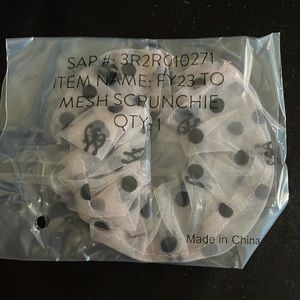 SAP #: 3R2R010271
ITEM NAME: FY23 TO
MESH SCRUNCHIE
QTY:1
Made in China